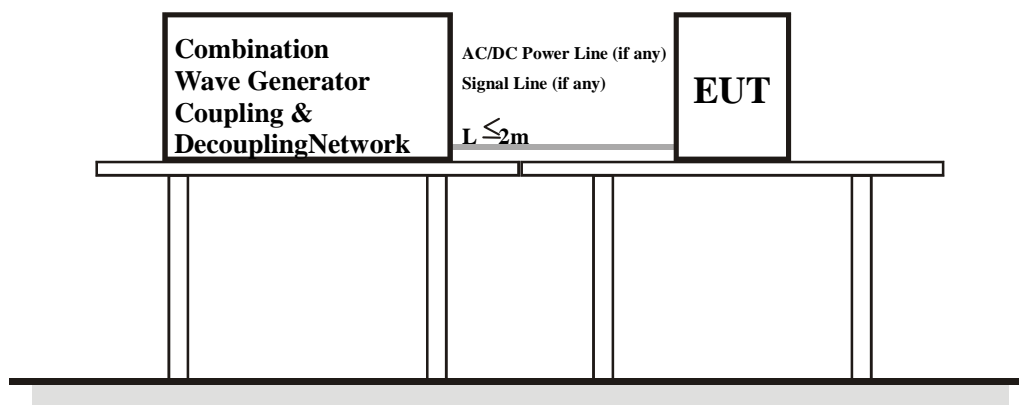 Combination
Wave Generator
Coupling &
DecouplingNetwork
AC/DC Power Line (if any)
Signal Line (if any)
L ≤2m
EUT